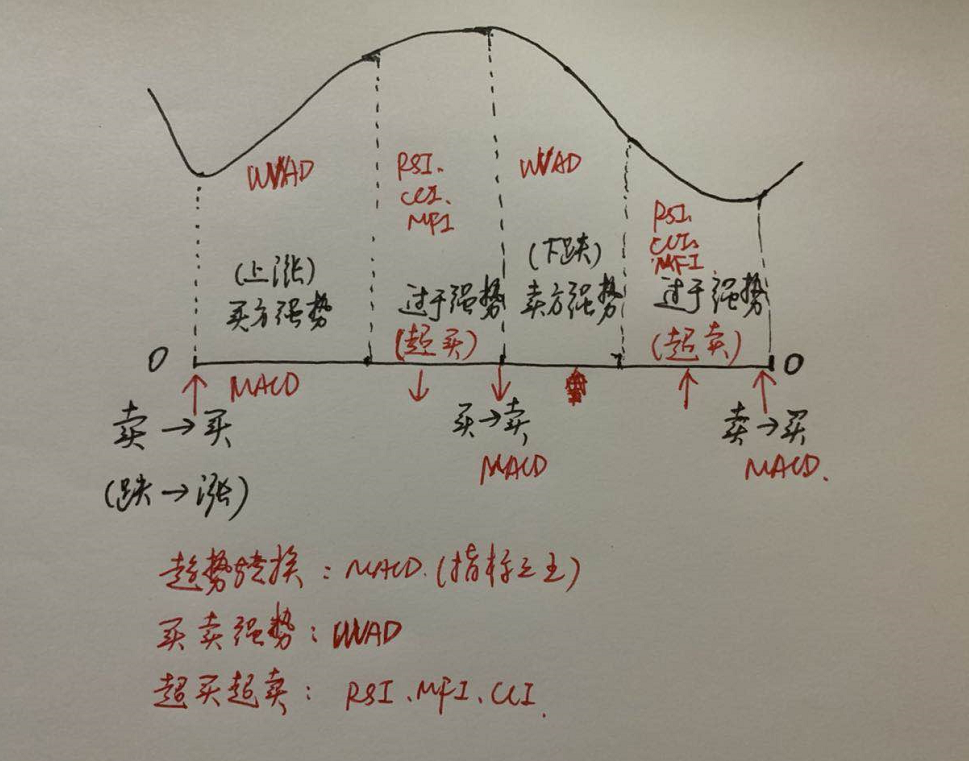 WVAD
RSI.
CCI.
MFI
WVAD
RSI.
CCI.
MFI
(上涨)
买方强势
过于强势
(超买)
(下跌)
卖方强势
过于强势
(超卖)
0
0
MACD
卖→买
(跌→涨)
买→卖
MACD
卖→买
MACD.
趋势转换：MACD.(指标之王)
买卖强势：WVAD
超买超卖：RSI、MFI、CCI.